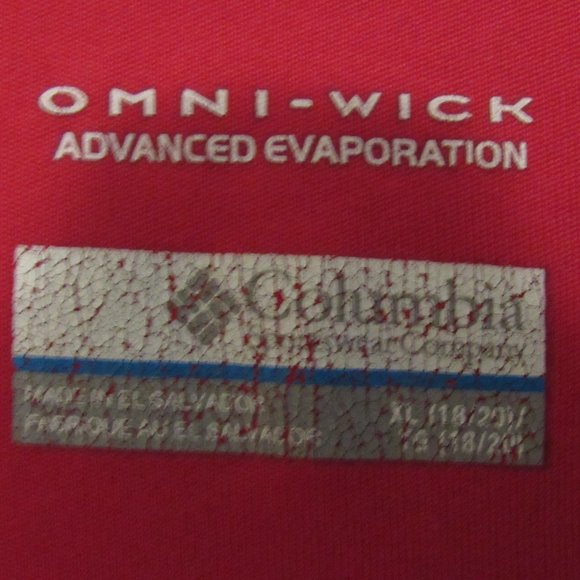 OMNI-WICK
ADVANCED EVAPORATION
Columbia
Sportswear Company
MADE IN EL SALVADOR
FABRIQUE AU EL SALVADOR
XL (18/20)/
TG (18/20)